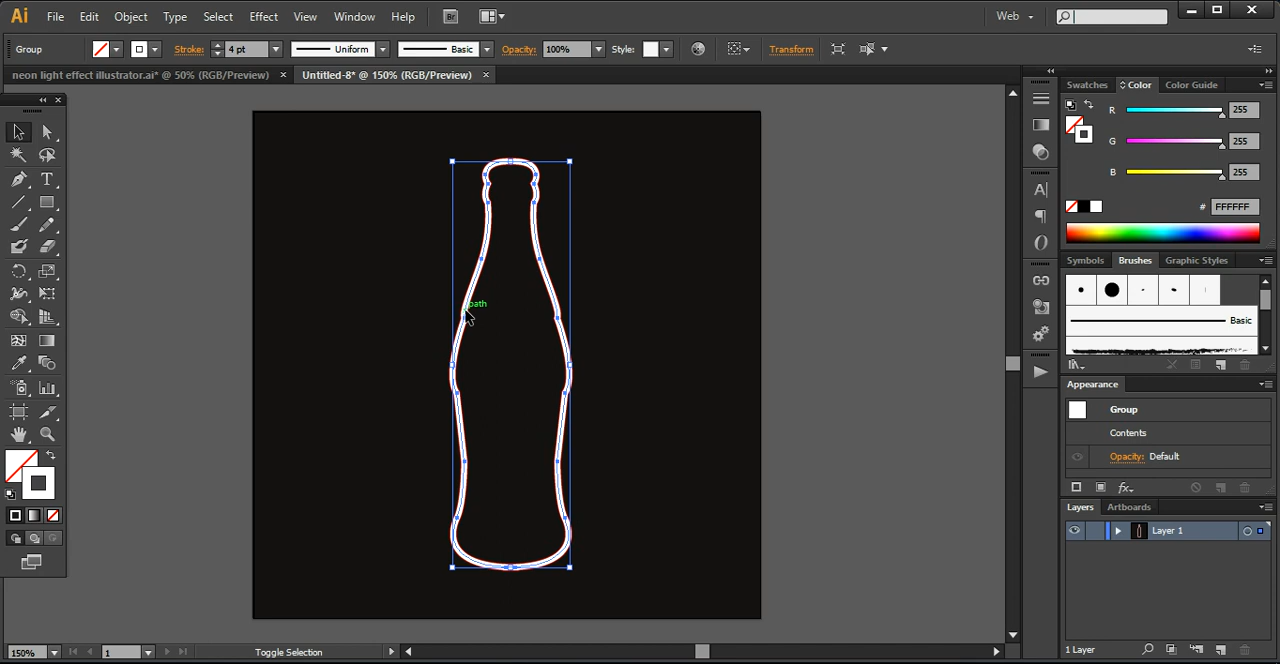 Ai File Edit Object Type Select Effect View Window Help Br Web
Group Stroke: 4 pt Uniform Basic Opacity: 100% Style: Transform
neon light effect illustrator.ai* @ 50% (RGB/Preview) × Untitled-8* @ 150% (RGB/Preview) ×
Swatches Color Color Guide
R 255
G 255
B 255
# FFFFFF
Symbols Brushes Graphic Styles
Basic
path
Appearance
Group
Contents
Opacity: Default
fx
Layers Artboards
Layer 1
1 Layer
150% 1 Toggle Selection